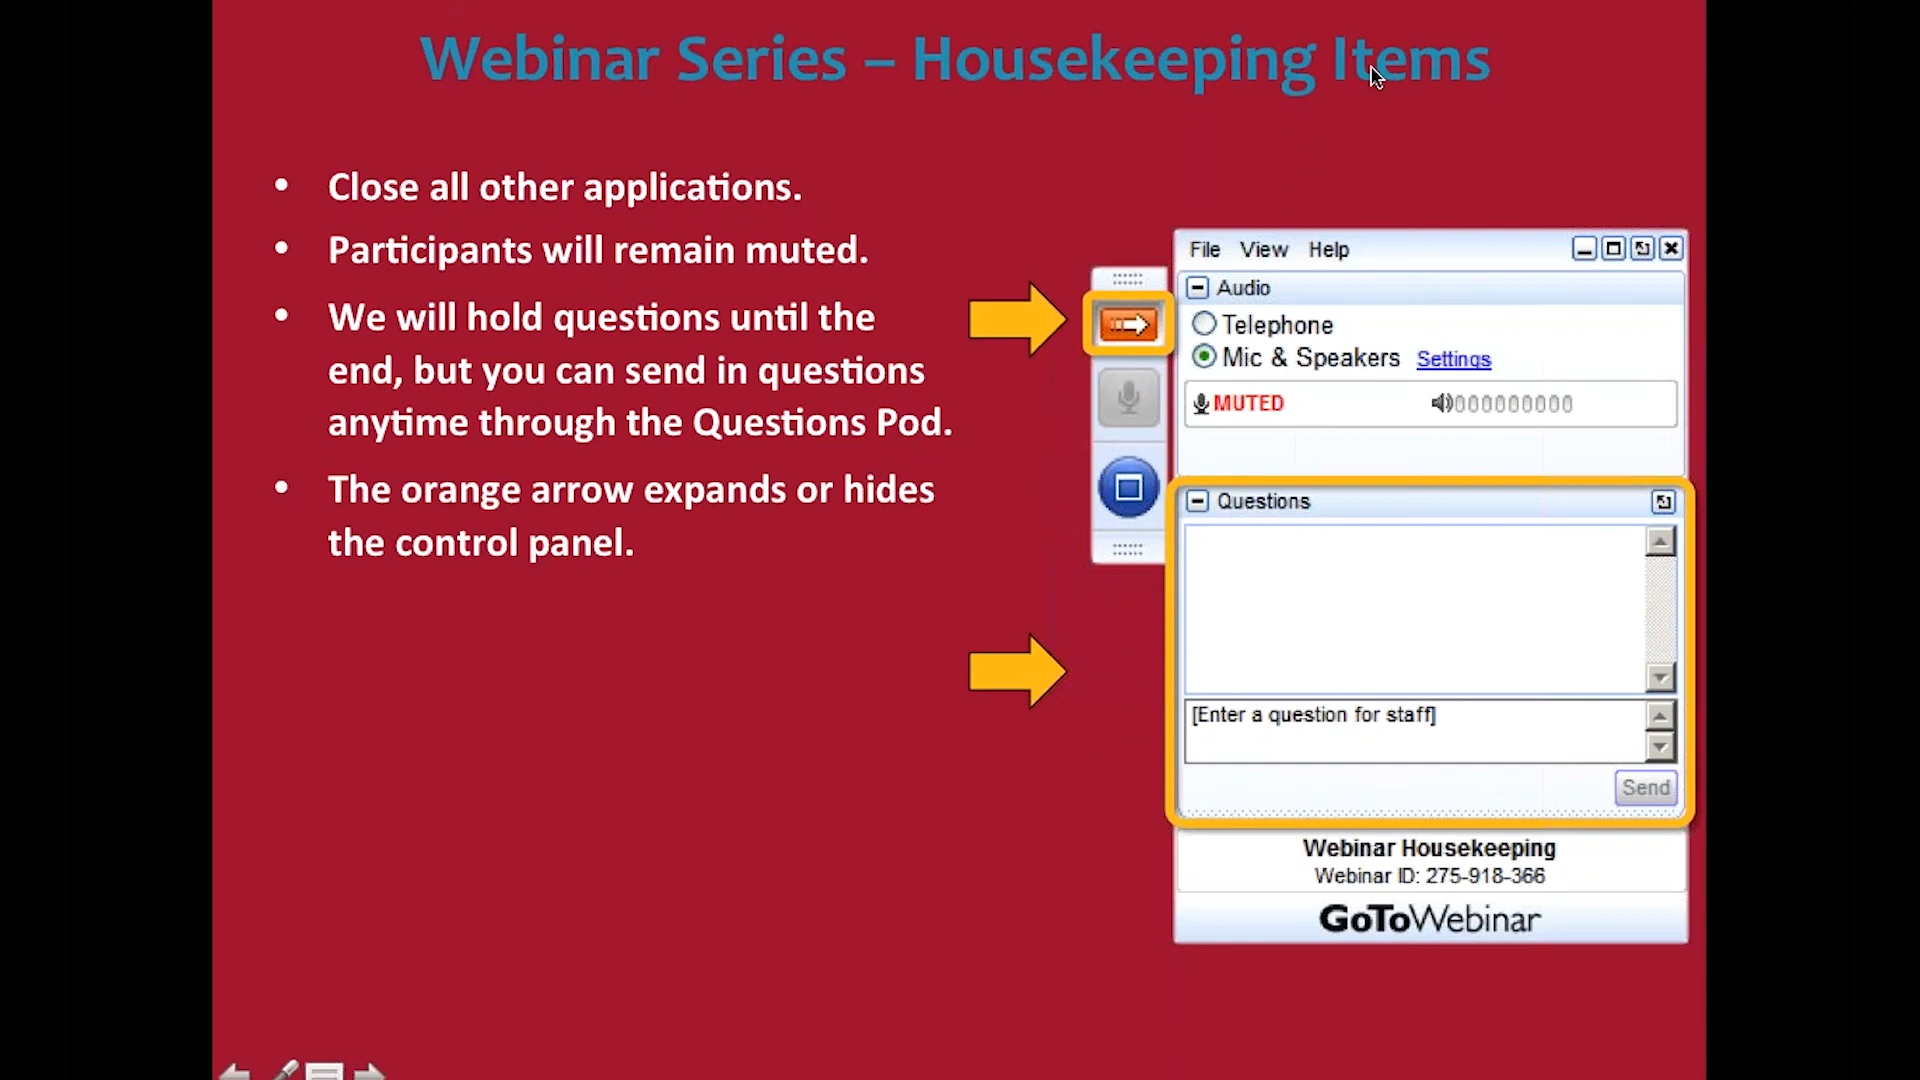 Webinar Series – Housekeeping Items
• Close all other applications.
• Participants will remain muted.
• We will hold questions until the
end, but you can send in questions
anytime through the Questions Pod.
• The orange arrow expands or hides
the control panel.
File View Help
Audio
Telephone
Mic & Speakers Settings
MUTED
Questions
[Enter a question for staff]
Send
Webinar Housekeeping
Webinar ID: 275-918-366
GoToWebinar